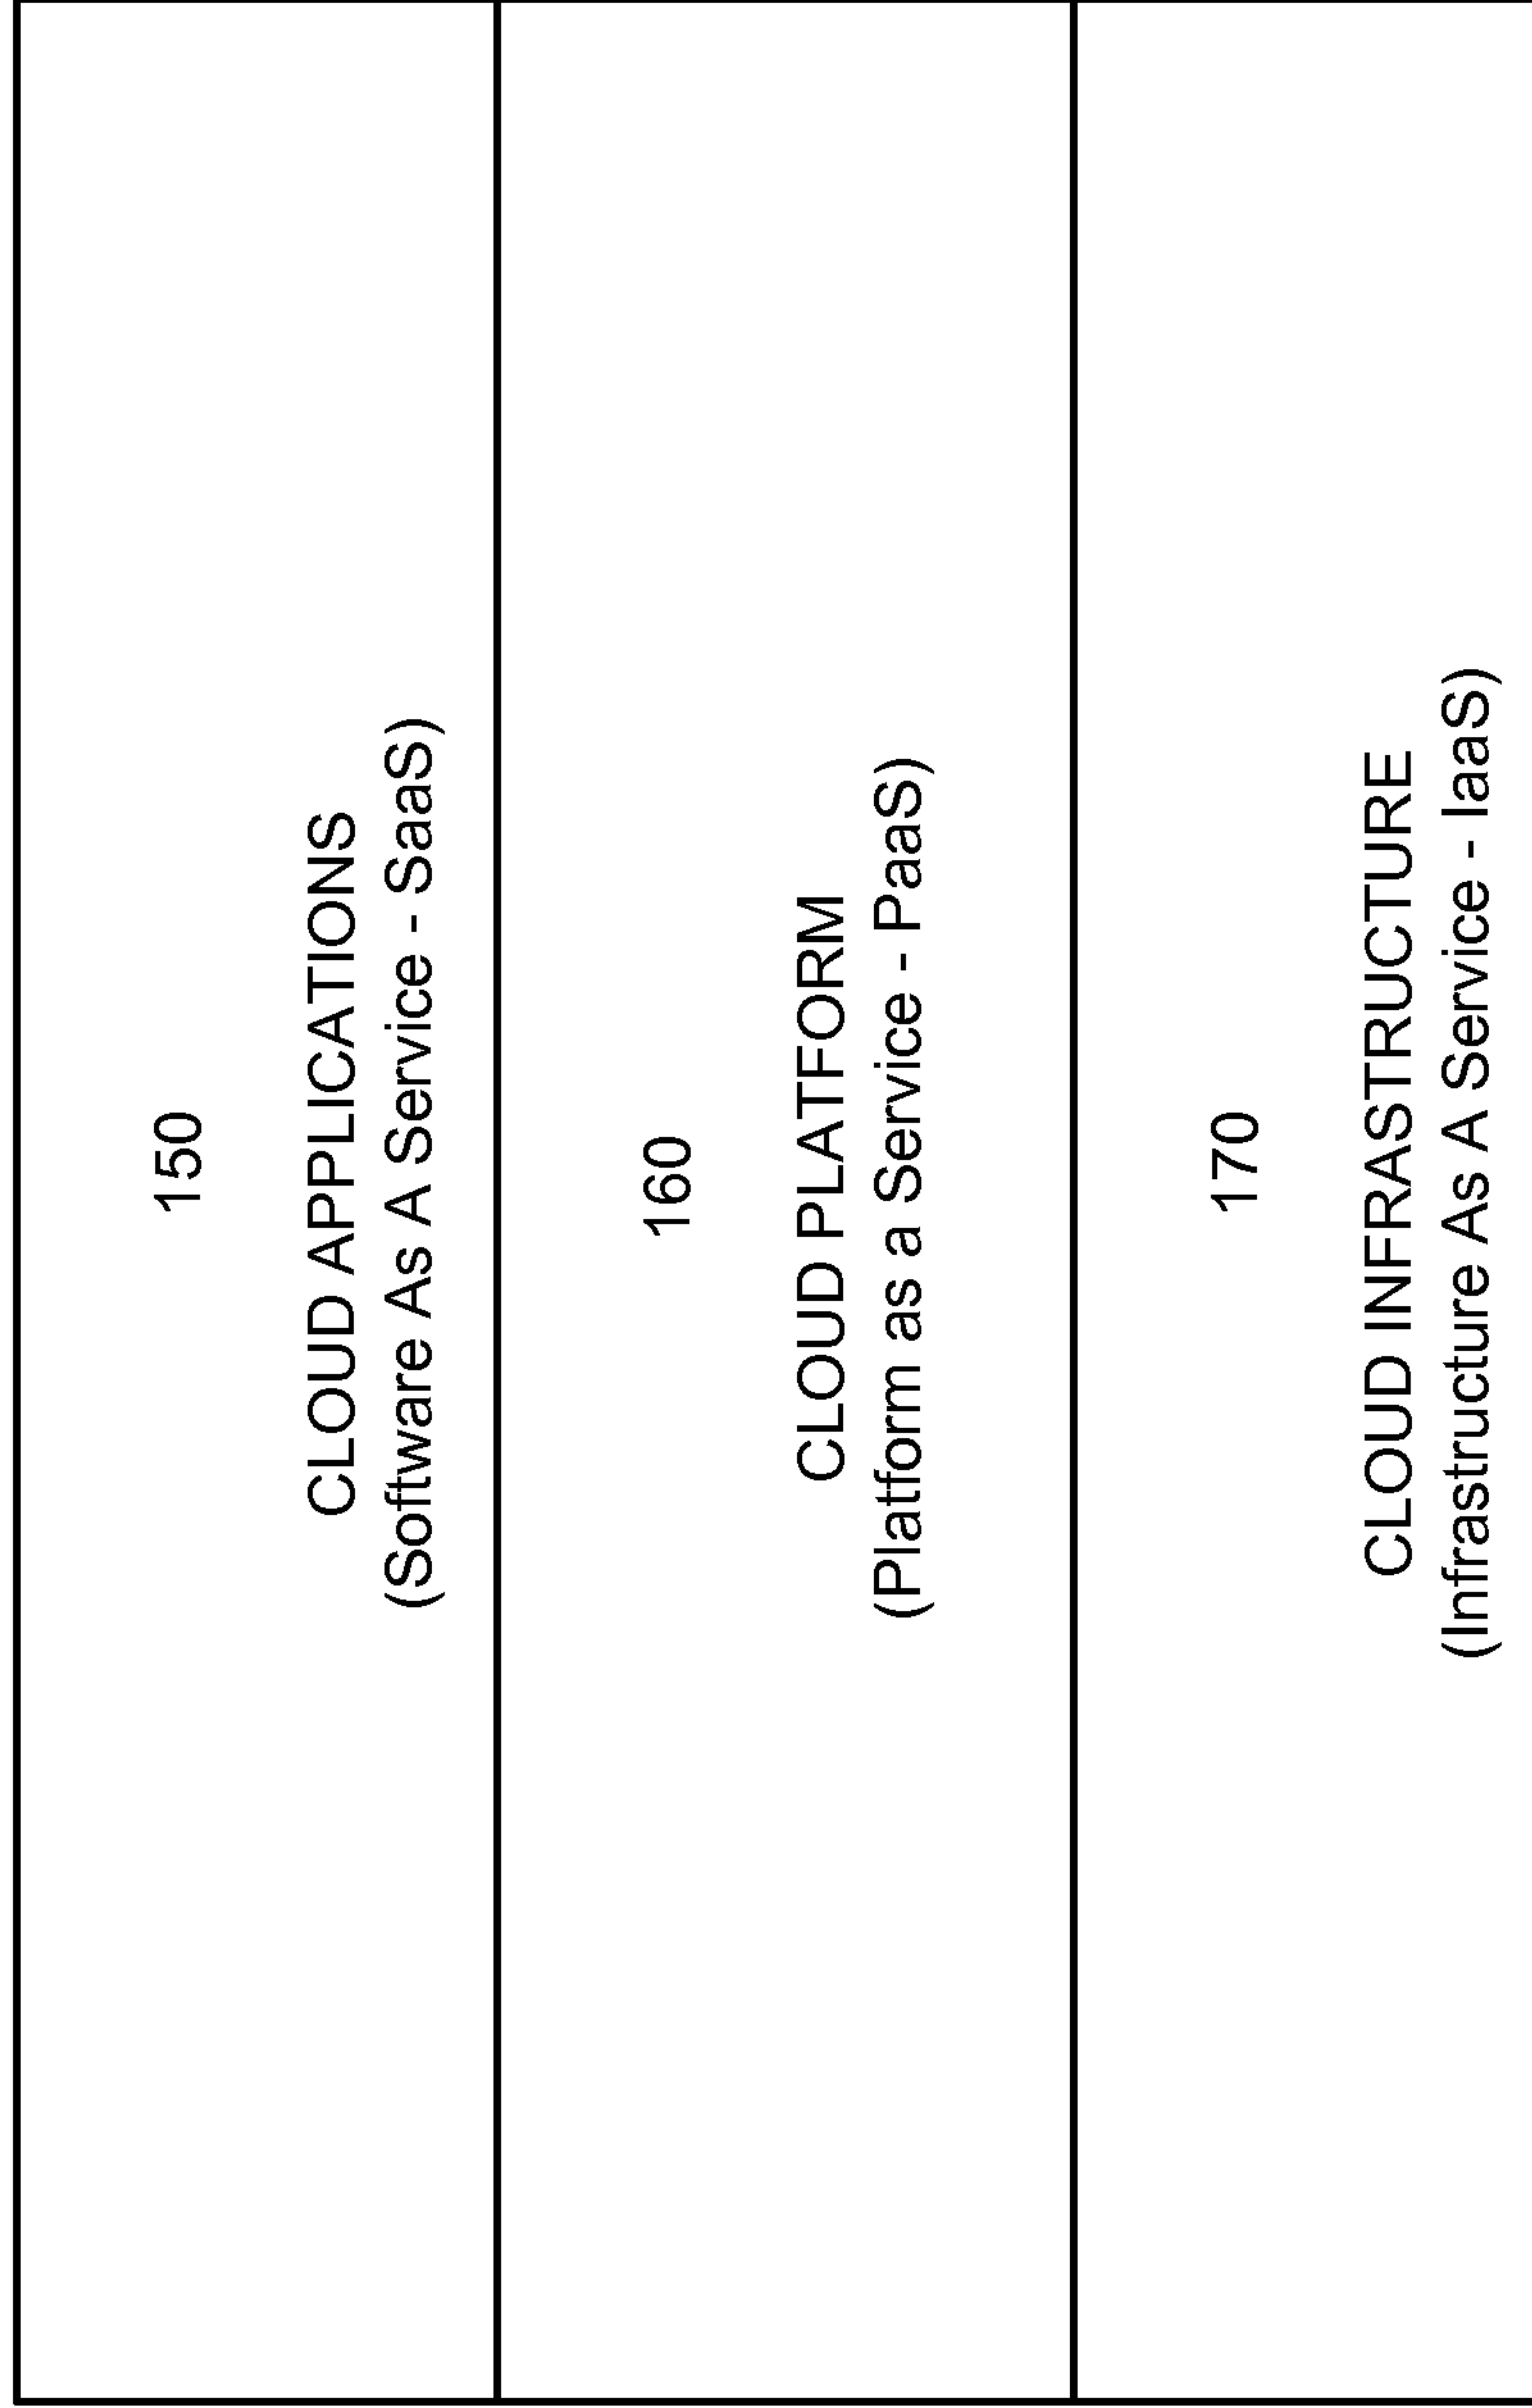 150
CLOUD APPLICATIONS
(Software As A Service - SaaS)
160
CLOUD PLATFORM
(Platform as a Service - PaaS)
170
CLOUD INFRASTRUCTURE
(Infrastructure As A Service - IaaS)